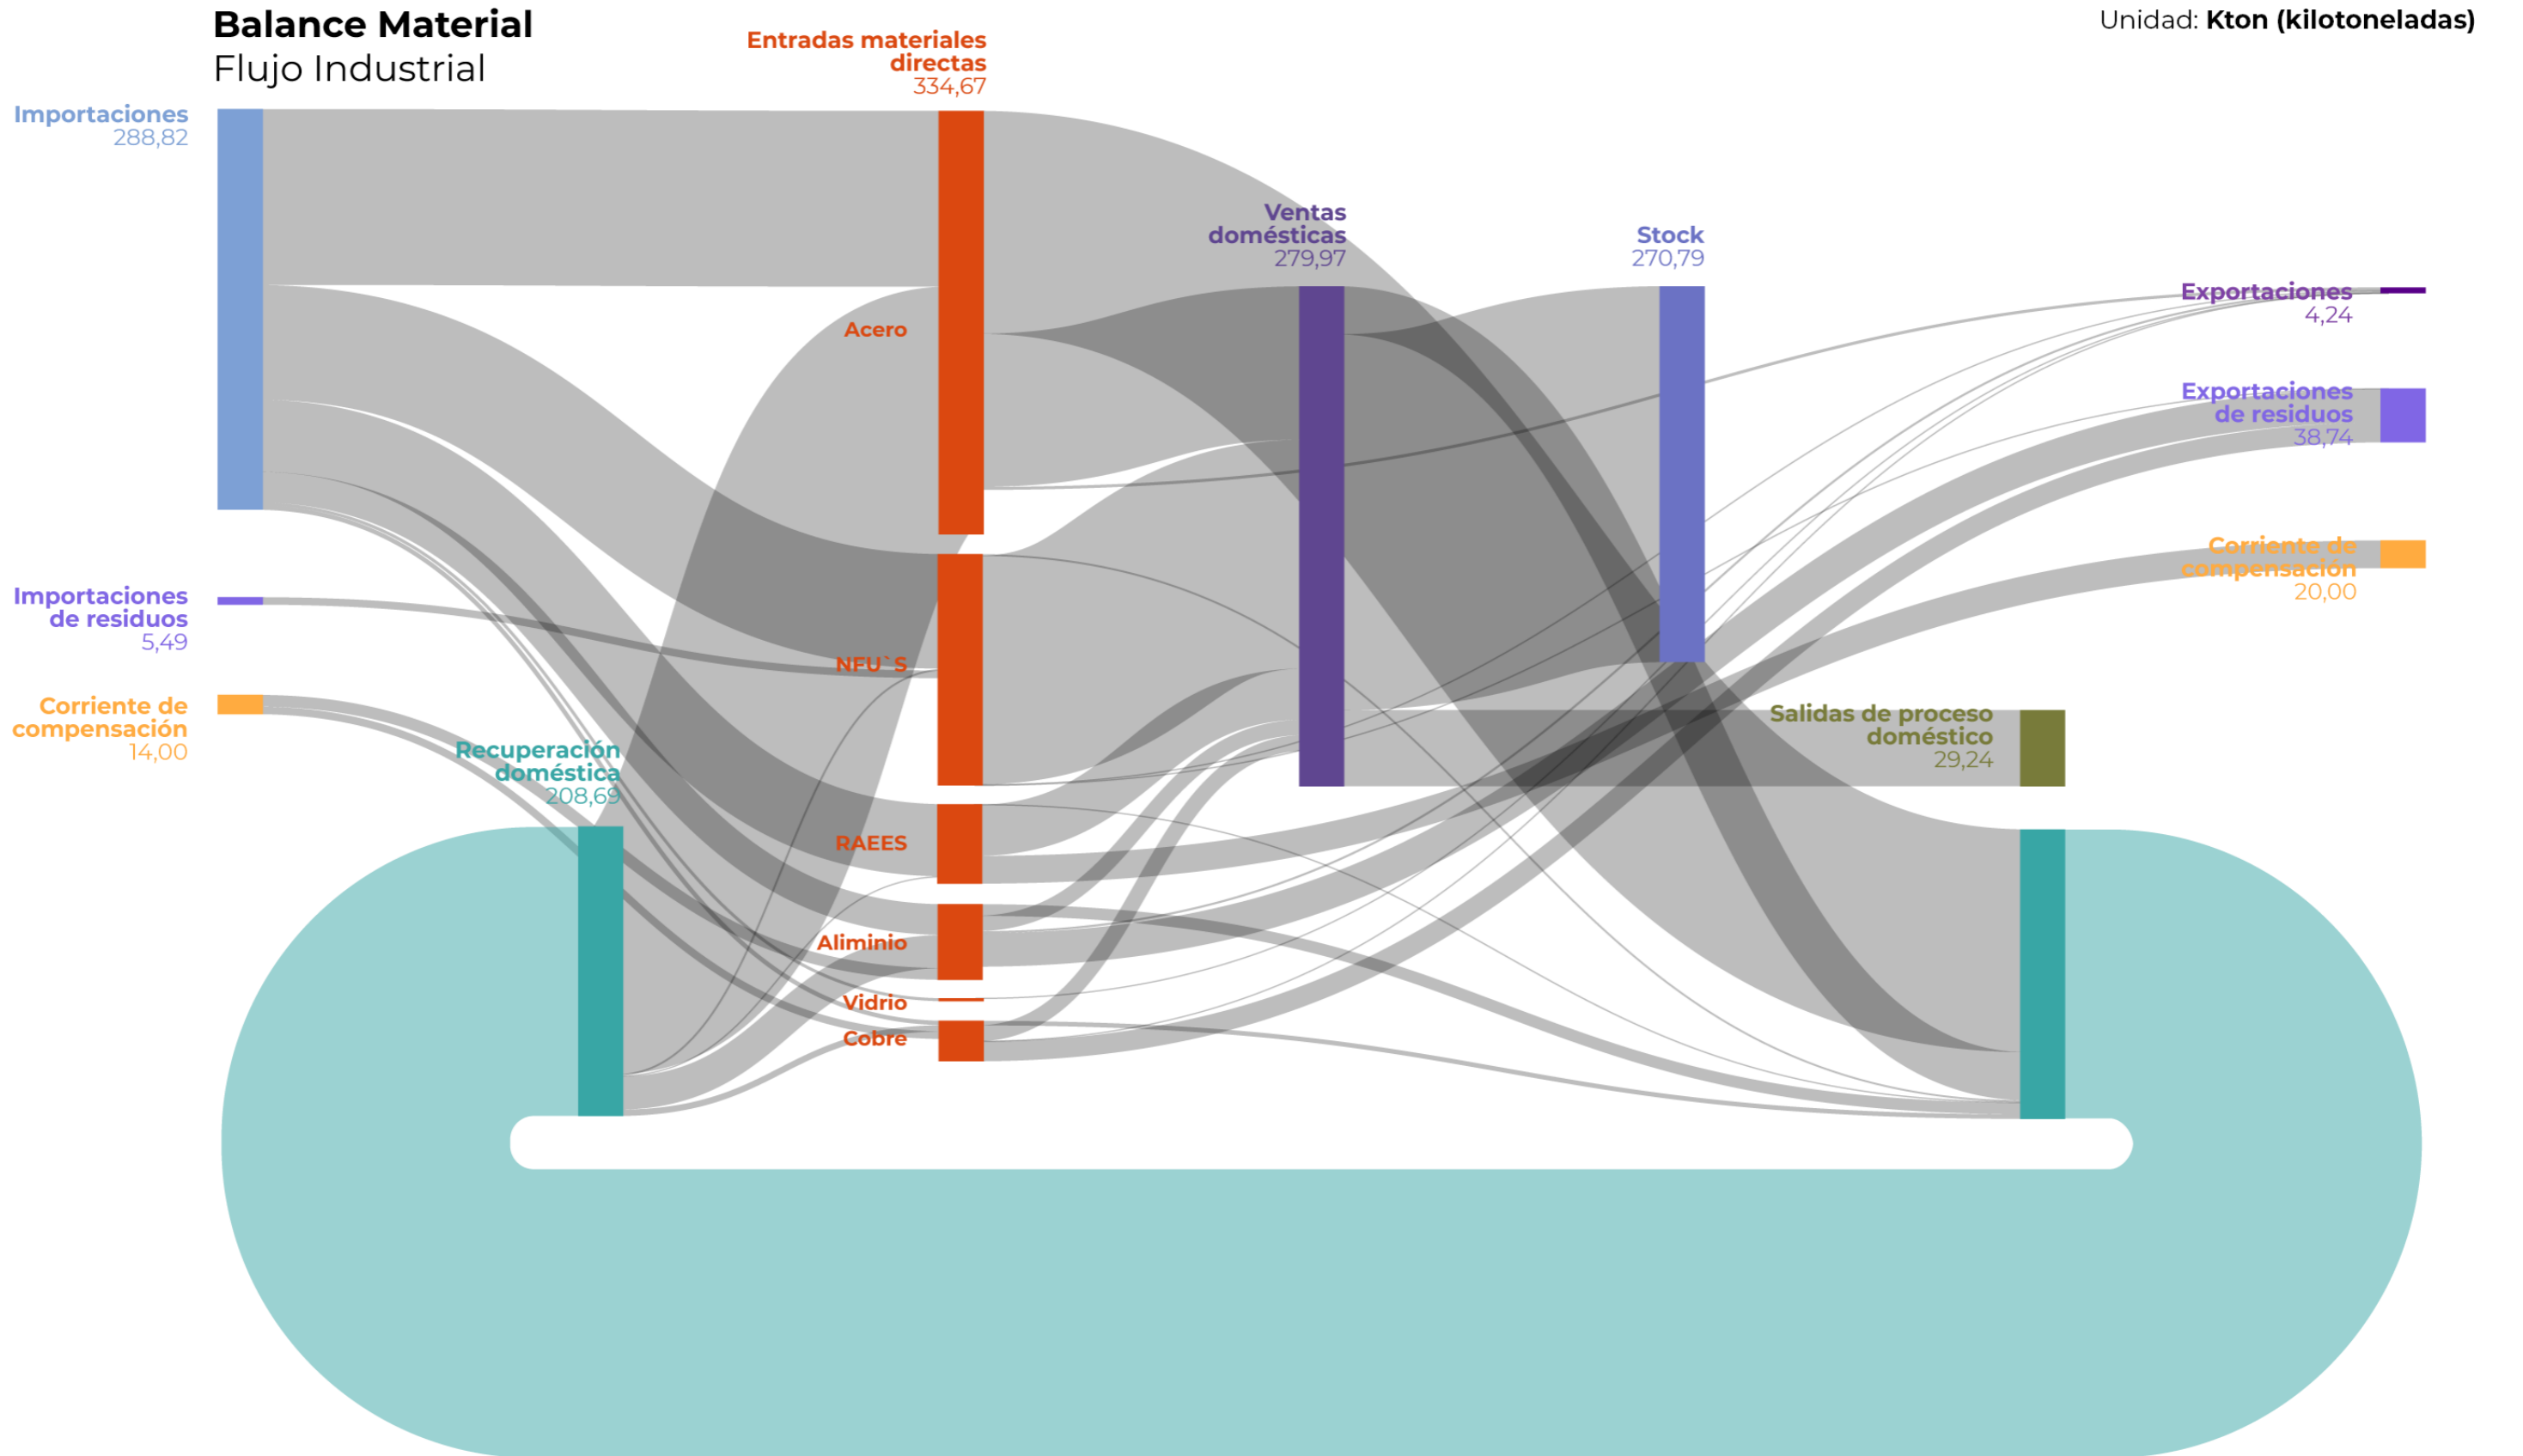 Balance Material
Flujo Industrial
Unidad: Kton (kilotoneladas)
Entradas materiales
directas
334,67
Importaciones
288,82
Ventas
domésticas
279,97
Stock
270,79
Exportaciones
4,24
Acero
Exportaciones
de residuos
38,74
Corriente de
compensación
20,00
Importaciones
de residuos
5,49
NFU`S
Corriente de
compensación
14,00
Salidas de proceso
doméstico
29,24
Recuperación
doméstica
208,69
RAEES
Aliminio
Vidrio
Cobre